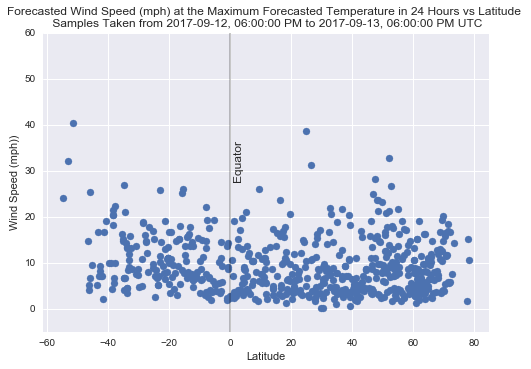 Forecasted Wind Speed (mph) at the Maximum Forecasted Temperature in 24 Hours vs Latitude
Samples Taken from 2017-09-12, 06:00:00 PM to 2017-09-13, 06:00:00 PM UTC
60
50
40
30
20
10
0
Wind Speed (mph))
Equator
−60 −40 −20 0 20 40 60 80
Latitude